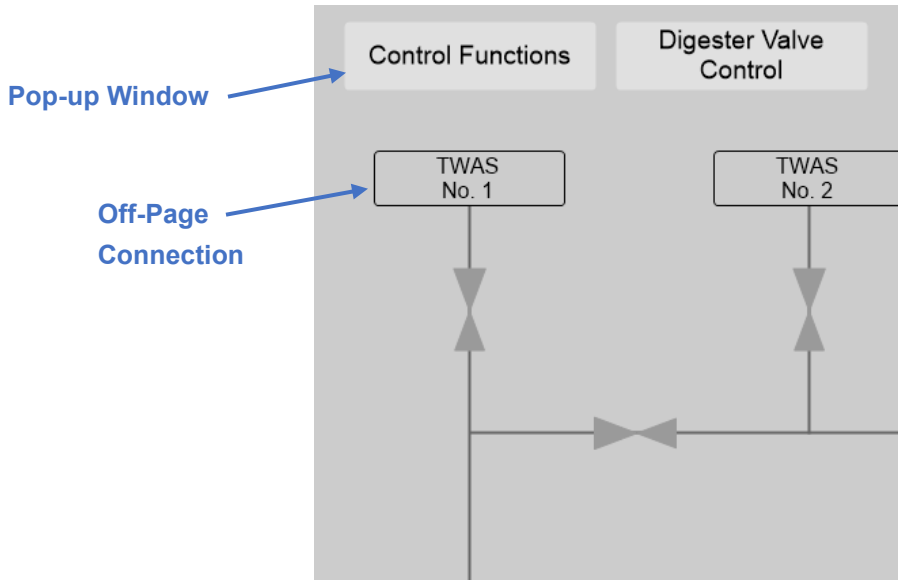 Control Functions
Digester Valve
Control
Pop-up Window
TWAS
No. 1
TWAS
No. 2
Off-Page
Connection